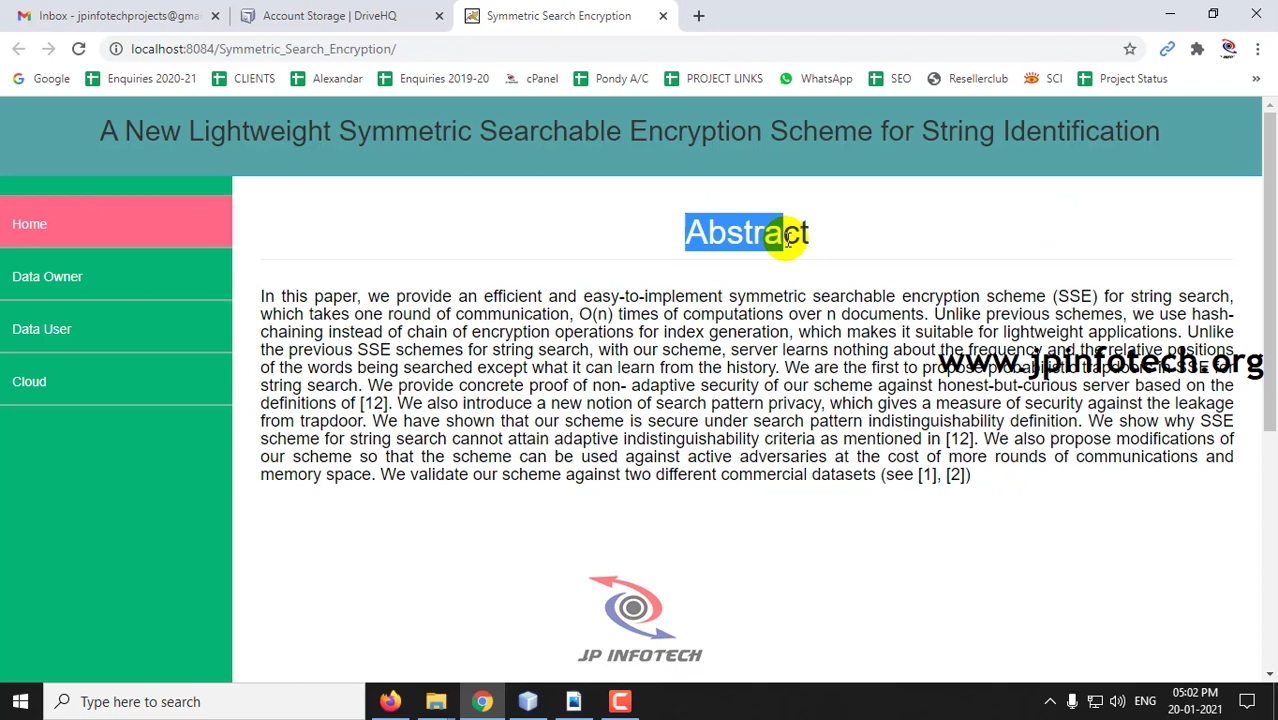 Inbox - jpinfotechprojects@gma
Account Storage | DriveHQ
Symmetric Search Encryption
localhost:8084/Symmetric_Search_Encryption/
Google
Enquiries 2020-21
CLIENTS
Alexandar
Enquiries 2019-20
cPanel
Pondy A/C
PROJECT LINKS
WhatsApp
SEO
Resellerclub
SCI
Project Status
A New Lightweight Symmetric Searchable Encryption Scheme for String Identification
Home
Data Owner
Data User
Cloud
Abstract
In this paper, we provide an efficient and easy-to-implement symmetric searchable encryption scheme (SSE) for string search,
which takes one round of communication, O(n) times of computations over n documents. Unlike previous schemes, we use hash-
chaining instead of chain of encryption operations for index generation, which makes it suitable for lightweight applications. Unlike
the previous SSE schemes for string search, with our scheme, server learns nothing about the frequency and the relative positions
of the words being searched except what it can learn from the history. We are the first to propose probabilistic trapdoors in SSE for
string search. We provide concrete proof of non- adaptive security of our scheme against honest-but-curious server based on the
definitions of [12]. We also introduce a new notion of search pattern privacy, which gives a measure of security against the leakage
from trapdoor. We have shown that our scheme is secure under search pattern indistinguishability definition. We show why SSE
scheme for string search cannot attain adaptive indistinguishability criteria as mentioned in [12]. We also propose modifications of
our scheme so that the scheme can be used against active adversaries at the cost of more rounds of communications and
memory space. We validate our scheme against two different commercial datasets (see [1], [2])
www.jpinfotech.org
JP INFOTECH
Type here to search
ENG
05:02 PM
20-01-2021